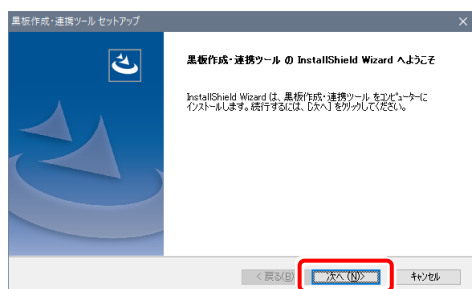 黒板作成・連携ツール セットアップ
黒板作成・連携ツール の InstallShield Wizard へようこそ
InstallShield Wizard は、黒板作成・連携ツール をコンピューターに
インストールします。続行するには、[次へ] をクリックしてください。
< 戻る(B)
次へ (N)>
キャンセル